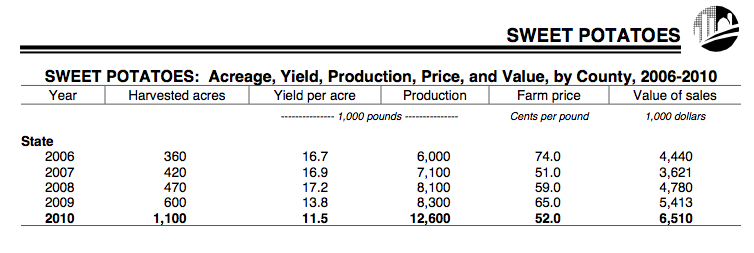 SWEET POTATOES
SWEET POTATOES: Acreage, Yield, Production, Price, and Value, by County, 2006-2010
Year Harvested acres Yield per acre Production Farm price Value of sales
--------------- 1,000 pounds --------------- Cents per pound 1,000 dollars
State
2006 360 16.7 6,000 74.0 4,440
2007 420 16.9 7,100 51.0 3,621
2008 470 17.2 8,100 59.0 4,780
2009 600 13.8 8,300 65.0 5,413
2010 1,100 11.5 12,600 52.0 6,510